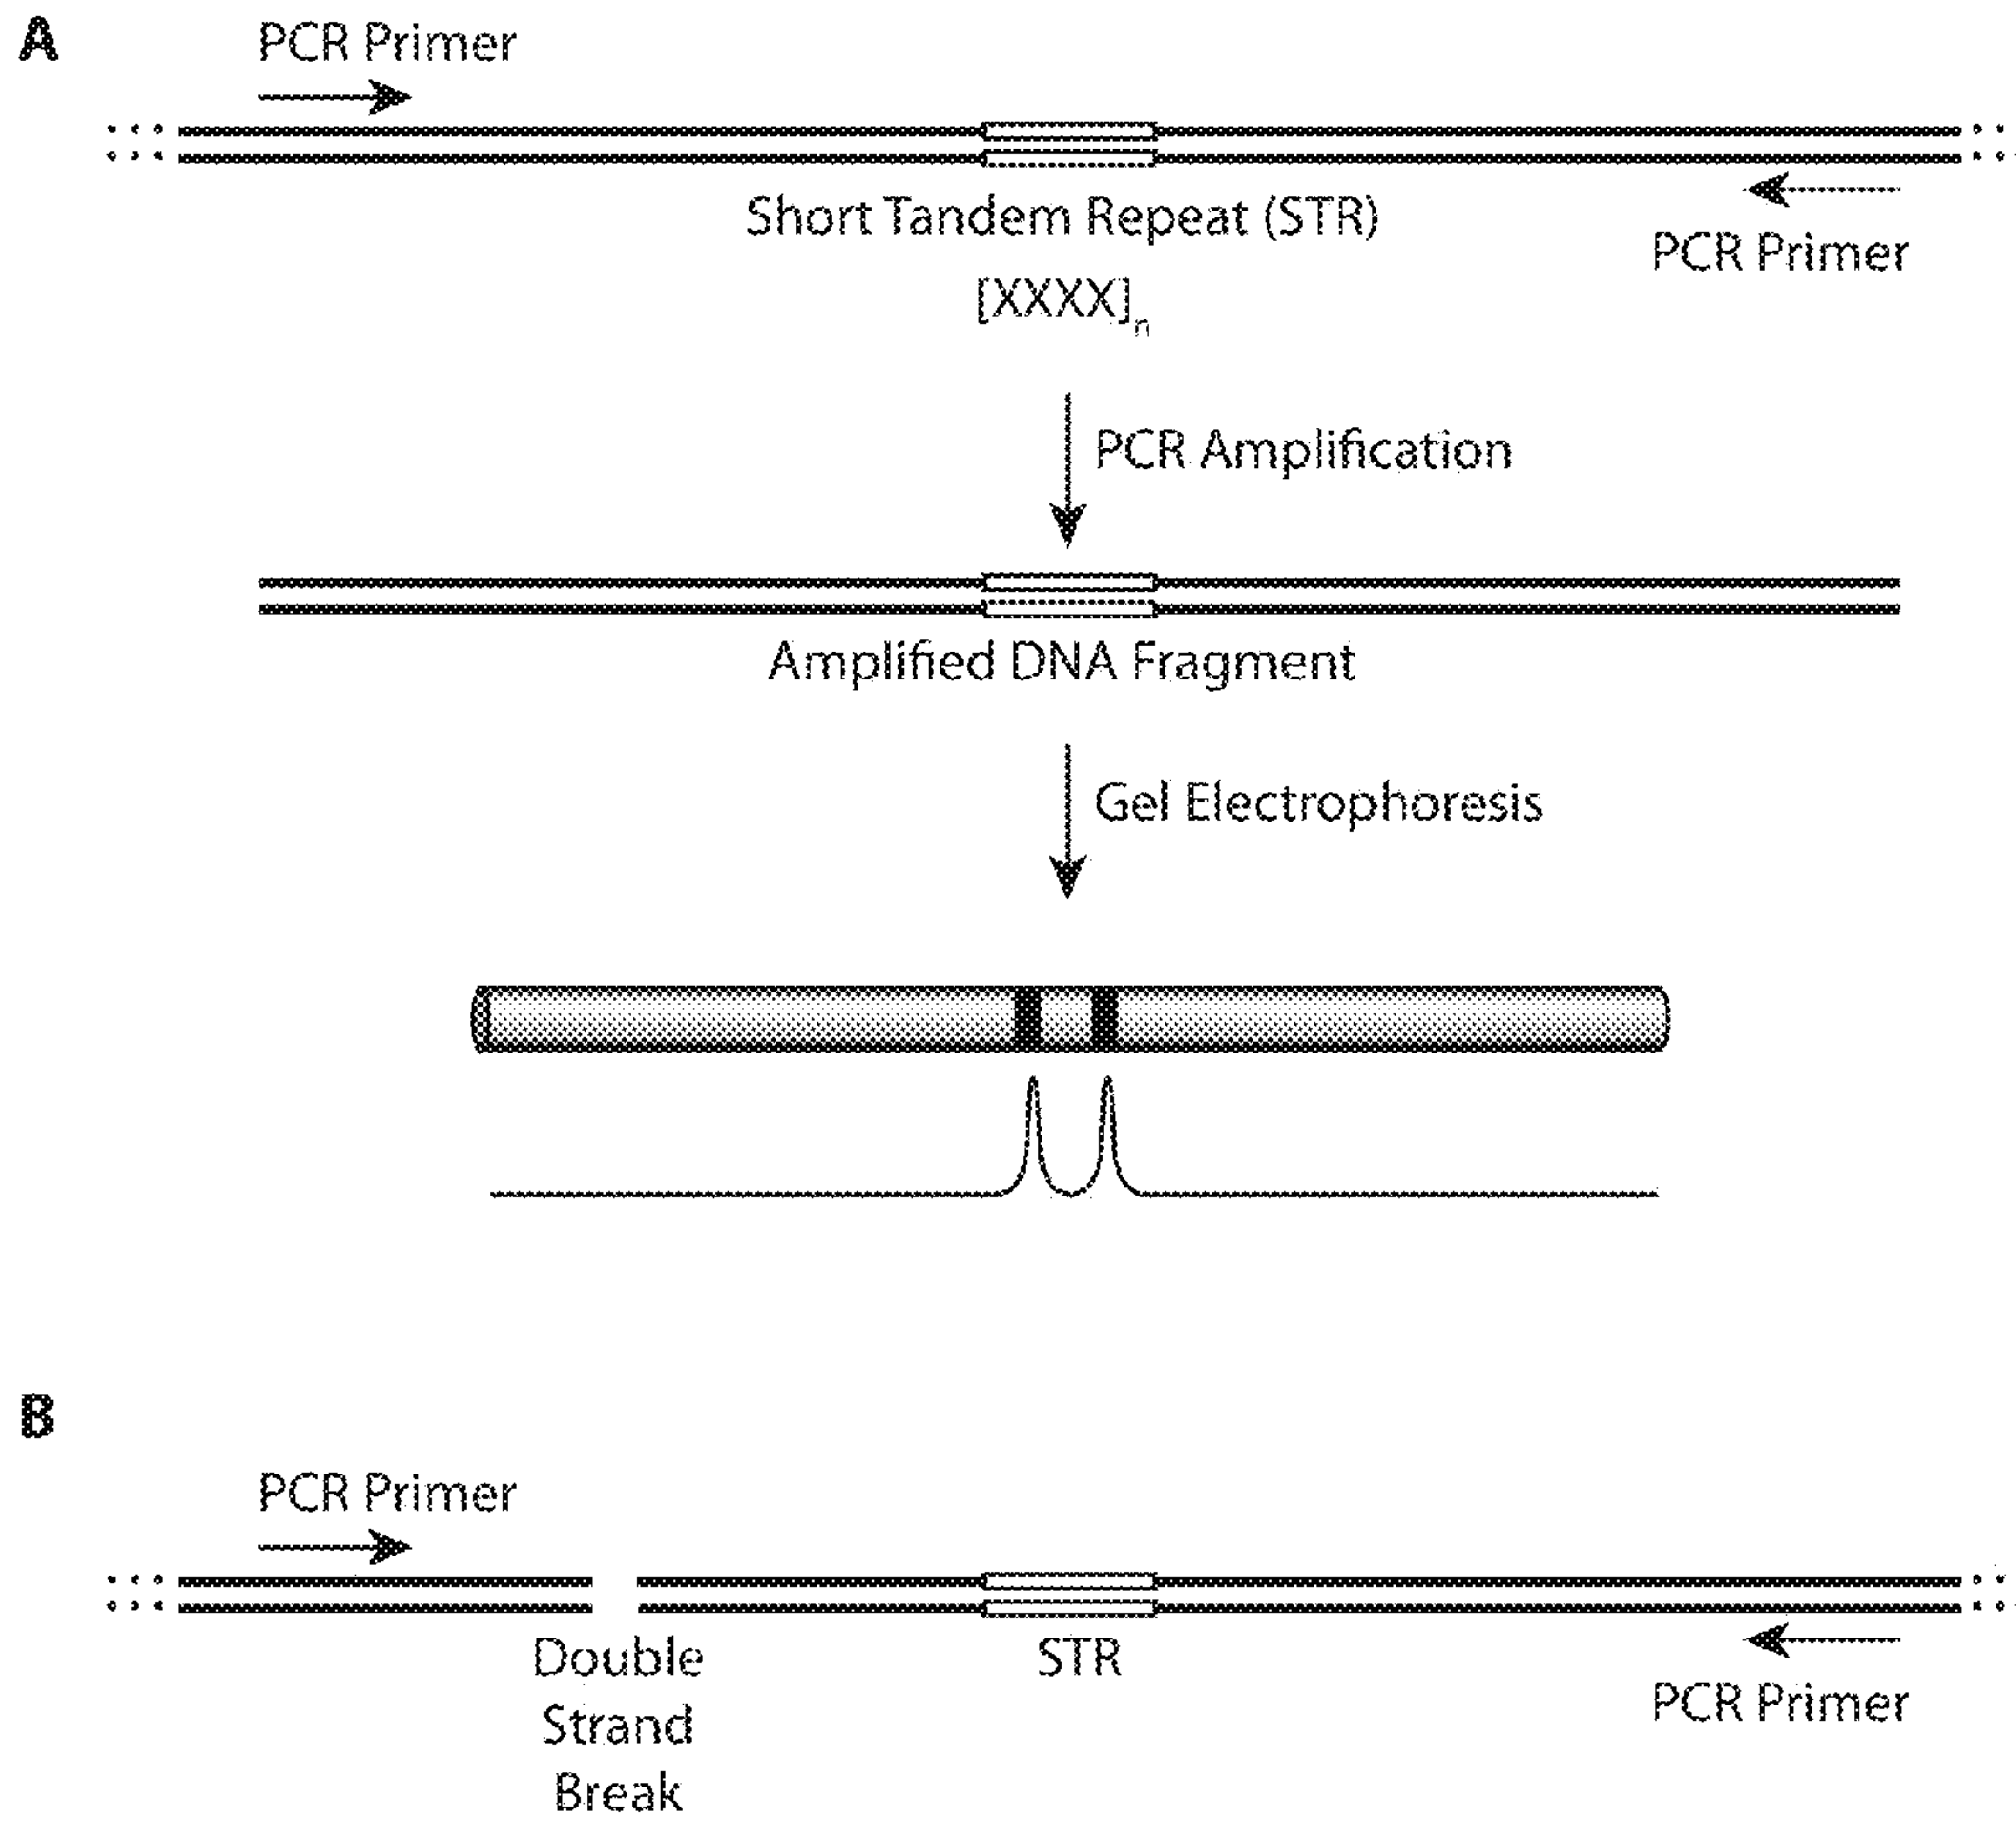 A
PCR Primer
Short Tandem Repeat (STR)
PCR Primer
[XXXX]n
PCR Amplification
Amplified DNA Fragment
Gel Electrophoresis
B
PCR Primer
Double
Strand
Break
STR
PCR Primer